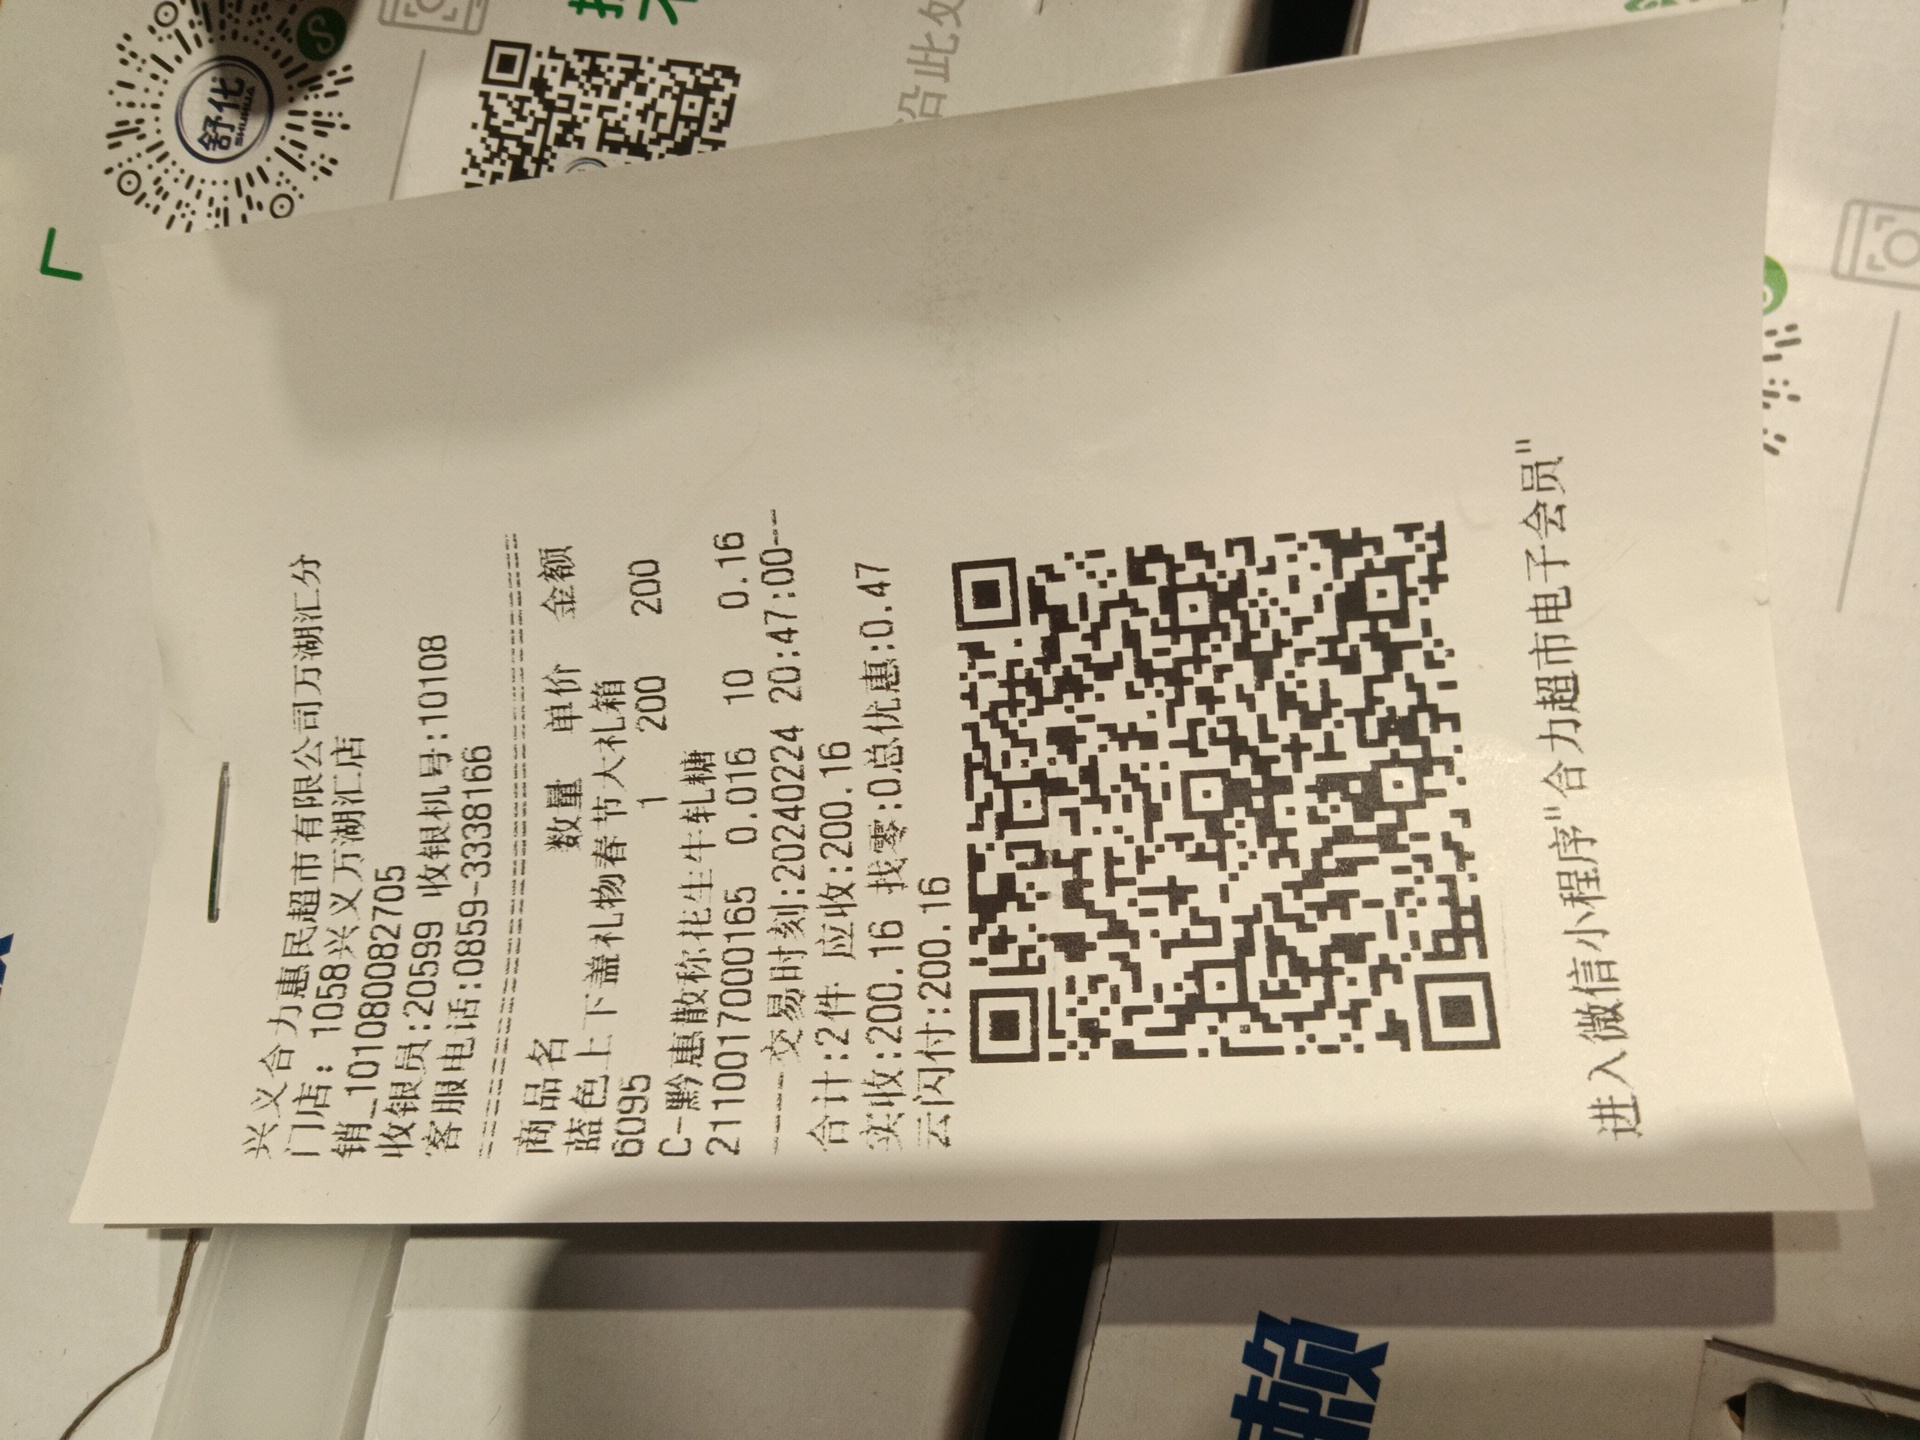 兴义合力惠民超市有限公司万湖汇分
门店: 1058兴义万湖汇店
销_10108008​2705
收银员:20599 收银机号:10108
客服电话:0859-3338166
商品名 数量 单价 金额
蓝色上下盖礼物春节大礼箱
6095 1 200 200
C-黔惠散称花生牛轧糖
2110017000165 0.016 10 0.16
----交易时刻:20240224 20:47:00--
合计:2件 应收:200.16
实收:200.16 找零:0总优惠:0.47
云闪付:200.16
进入微信小程序"合力超市电子会员"
舒化
SHUHUA
沿此处